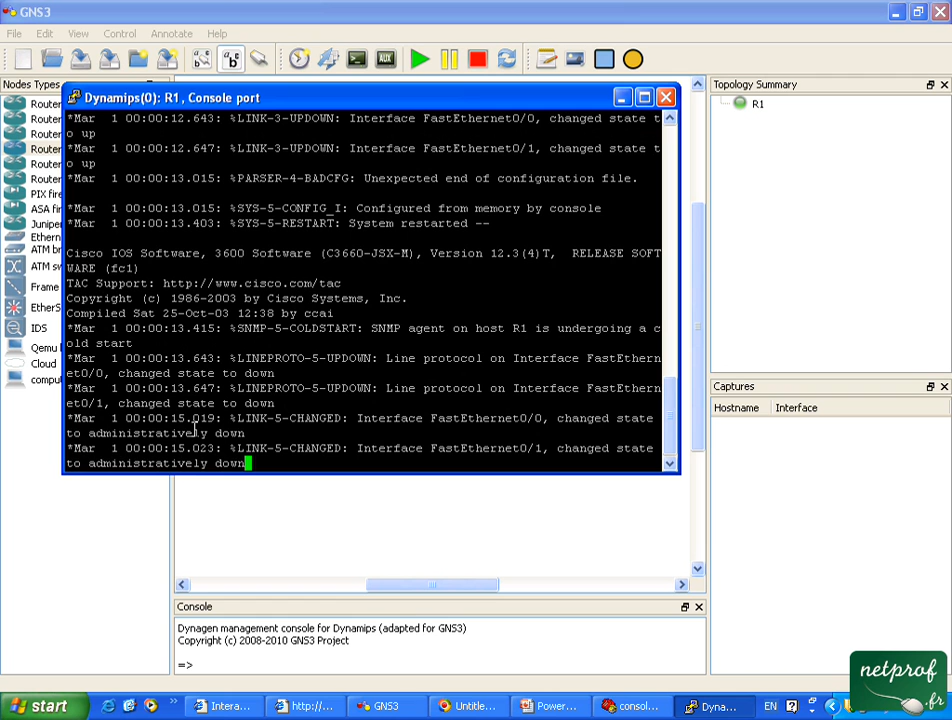 GNS3
File Edit View Control Annotate Help
Nodes Types
Router
Router
Router
Router
Router
PIX fire
ASA fir
Juniper
Ethern
ATM br
ATM sw
Frame
EtherS
IDS
Qemu
Cloud
compu
Dynamips(0): R1, Console port
*Mar 1 00:00:12.643: %LINK-3-UPDOWN: Interface FastEthernet0/0, changed state t
o up
*Mar 1 00:00:12.647: %LINK-3-UPDOWN: Interface FastEthernet0/1, changed state t
o up
*Mar 1 00:00:13.015: %PARSER-4-BADCFG: Unexpected end of configuration file.
*Mar 1 00:00:13.015: %SYS-5-CONFIG_I: Configured from memory by console
*Mar 1 00:00:13.403: %SYS-5-RESTART: System restarted --
Cisco IOS Software, 3600 Software (C3660-JSX-M), Version 12.3(4)T, RELEASE SOFT
WARE (fc1)
TAC Support: http://www.cisco.com/tac
Copyright (c) 1986-2003 by Cisco Systems, Inc.
Compiled Sat 25-Oct-03 12:38 by ccai
*Mar 1 00:00:13.415: %SNMP-5-COLDSTART: SNMP agent on host R1 is undergoing a c
old start
*Mar 1 00:00:13.643: %LINEPROTO-5-UPDOWN: Line protocol on Interface FastEthern
et0/0, changed state to down
*Mar 1 00:00:13.647: %LINEPROTO-5-UPDOWN: Line protocol on Interface FastEthern
et0/1, changed state to down
*Mar 1 00:00:15.019: %LINK-5-CHANGED: Interface FastEthernet0/0, changed state
to administratively down
*Mar 1 00:00:15.023: %LINK-5-CHANGED: Interface FastEthernet0/1, changed state
to administratively down
Topology Summary
R1
Captures
Hostname Interface
Console
Dynagen management console for Dynamips (adapted for GNS3)
Copyright (c) 2008-2010 GNS3 Project
=>
netprof
.fr
start Intera... http://... GNS3 Untitle... Power... consol... Dyna... EN